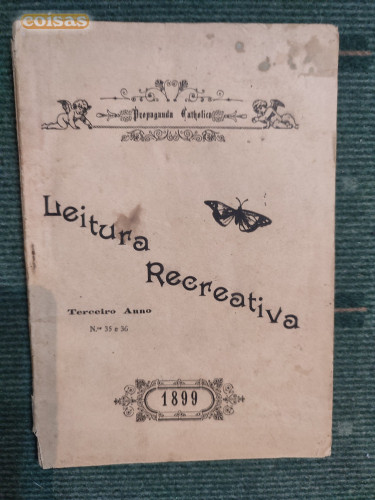 coisas
Propaganda Catholica
Leitura
Recreativa
Terceiro Anno
N.os 35 e 36
1899